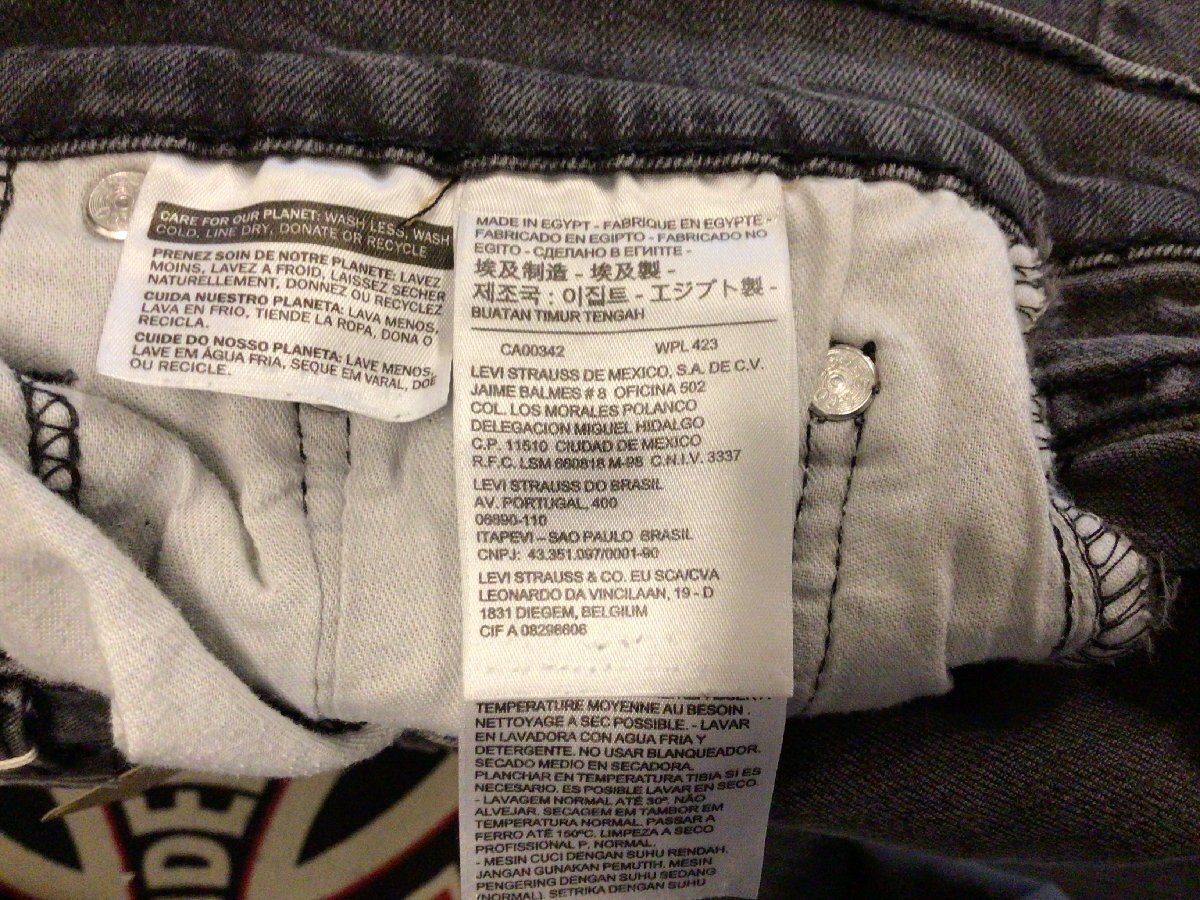 CARE FOR OUR PLANET: WASH LESS, WASH
COLD, LINE DRY, DONATE OR RECYCLE
PRENEZ SOIN DE NOTRE PLANETE: LAVEZ
MOINS, LAVEZ A FROID, LAISSEZ SECHER
NATURELLEMENT, DONNEZ OU RECYCLEZ
CUIDA NUESTRO PLANETA: LAVA MENOS,
LAVA EN FRIO, TIENDE LA ROPA, DONA O
RECICLA.
CUIDE DO NOSSO PLANETA: LAVE MENOS,
LAVE EM ÁGUA FRIA, SEQUE EM VARAL, DOE
OU RECICLE.
MADE IN EGYPT - FABRIQUE EN EGYPTE -
FABRICADO EN EGIPTO - FABRICADO NO
EGITO - СДЕЛАНО В ЕГИПТЕ -
埃及制造 - 埃及製 -
제조국 : 이집트 - エジプト製 -
BUATAN TIMUR TENGAH
CA00342 WPL 423
LEVI STRAUSS DE MEXICO, S.A. DE C.V.
JAIME BALMES # 8 OFICINA 502
COL. LOS MORALES POLANCO
DELEGACION MIGUEL HIDALGO
C.P. 11510 CIUDAD DE MEXICO
R.F.C. LSM 660818 M-98 C.N.I.V. 3337
LEVI STRAUSS DO BRASIL
AV. PORTUGAL, 400
06690-110
ITAPEVI – SAO PAULO BRASIL
CNPJ: 43.351.097/0001-90
LEVI STRAUSS & CO. EU SCA/CVA
LEONARDO DA VINCILAAN, 19 - D
1831 DIEGEM, BELGIUM
CIF A 08296606
TEMPERATURE MOYENNE AU BESOIN.
NETTOYAGE A SEC POSSIBLE. - LAVAR
EN LAVADORA CON AGUA FRIA Y
DETERGENTE. NO USAR BLANQUEADOR.
SECADO MEDIO EN SECADORA.
PLANCHAR EN TEMPERATURA TIBIA SI ES
NECESARIO. ES POSIBLE LAVAR EN SECO.
- LAVAGEM NORMAL ATÉ 30º. NÃO
ALVEJAR. SECAGEM EM TAMBOR EM
TEMPERATURA NORMAL. PASSAR A
FERRO ATÉ 150ºC. LIMPEZA A SECO
PROFISSIONAL P, NORMAL.
- MESIN CUCI DENGAN SUHU RENDAH.
JANGAN GUNAKAN PEMUTIH. MESIN
PENGERING DENGAN SUHU SEDANG
(NORMAL). SETRIKA DENGAN SUHU